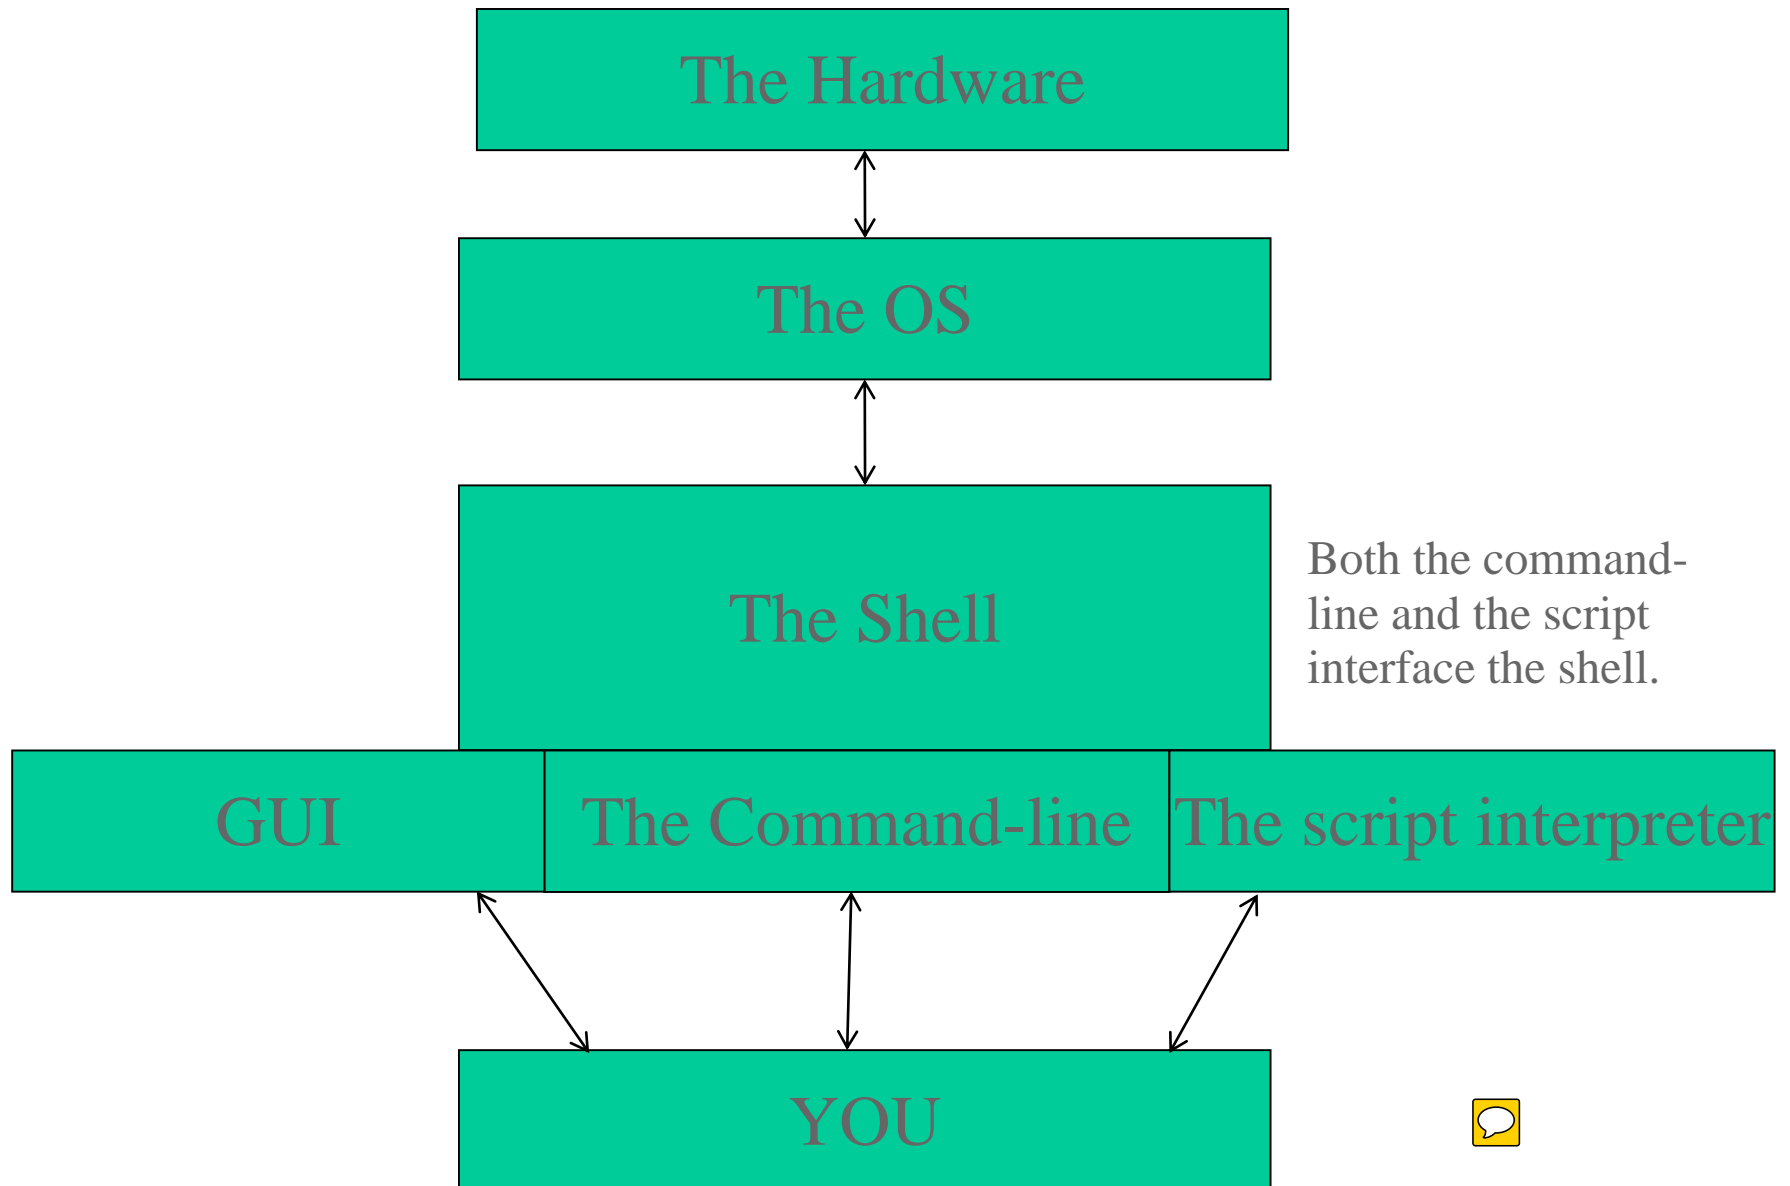 The Hardware
The OS
The Shell
Both the command-
line and the script
interface the shell.
GUI
The Command-line
The script interpreter
YOU